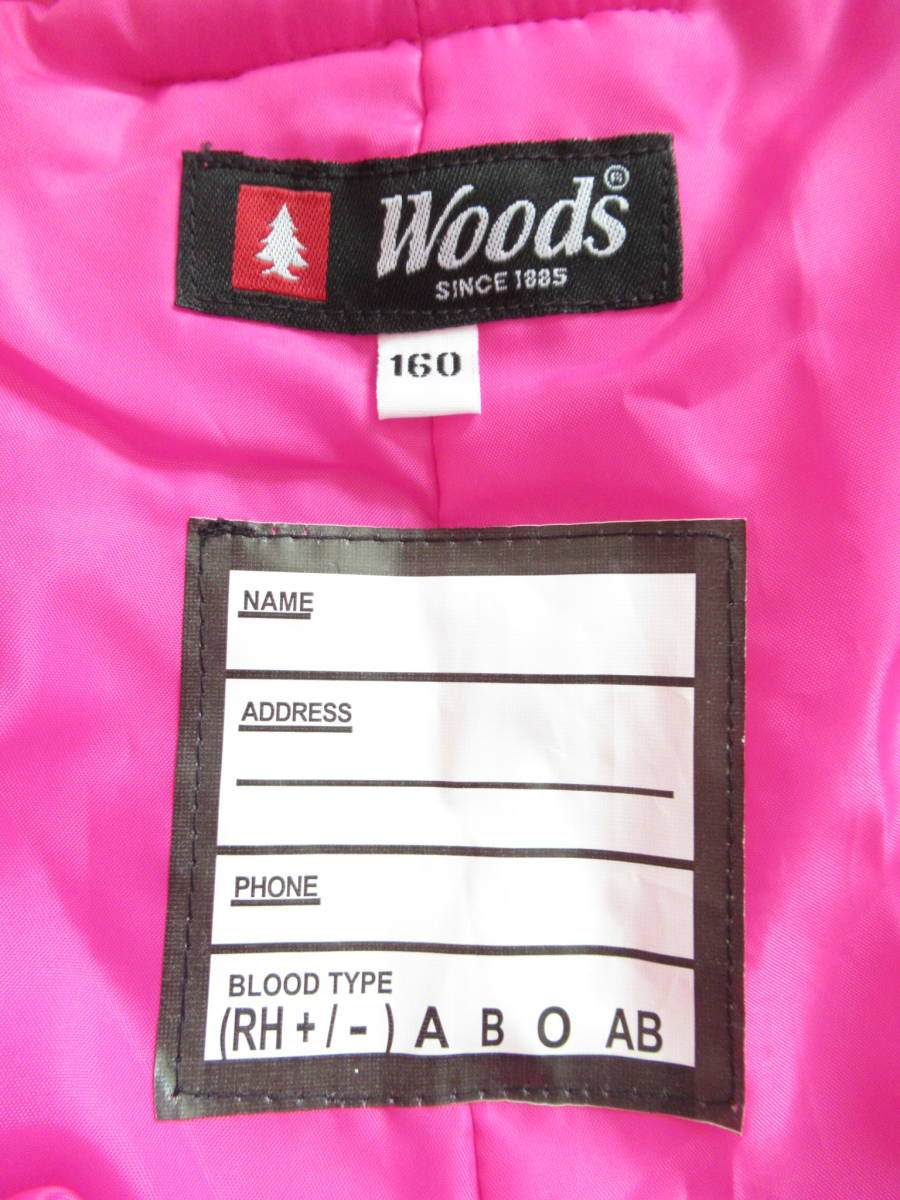 Woods®
SINCE 1885
160
NAME
ADDRESS
PHONE
BLOOD TYPE
(RH + / - ) A B O AB